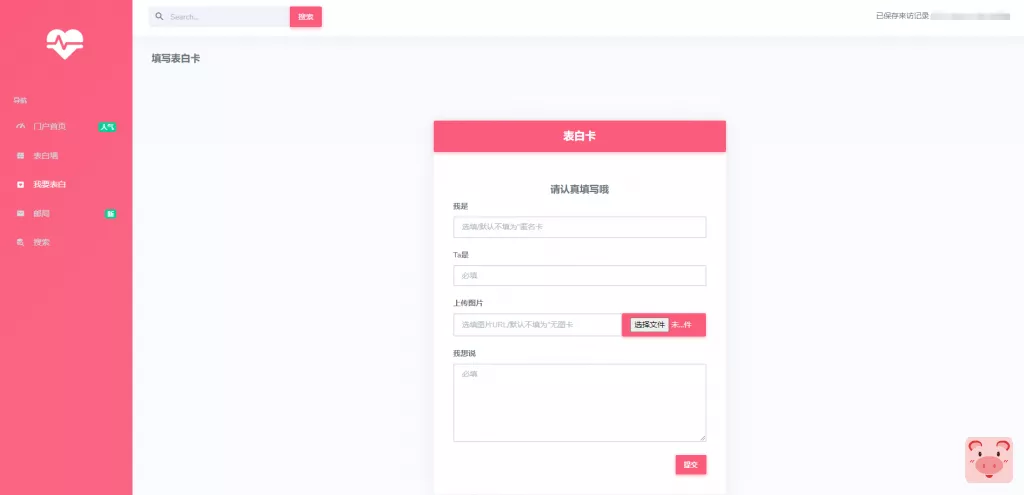 Search...
搜索
已保存来访记录
填写表白卡
导航
门户首页
人气
表白墙
我要表白
邮局
新
搜索
表白卡
请认真填写哦
我是
选填/默认不填为"匿名卡
Ta是
必填
上传图片
选填图片URL/默认不填为"无图卡
选择文件 未...件
我想说
必填
提交